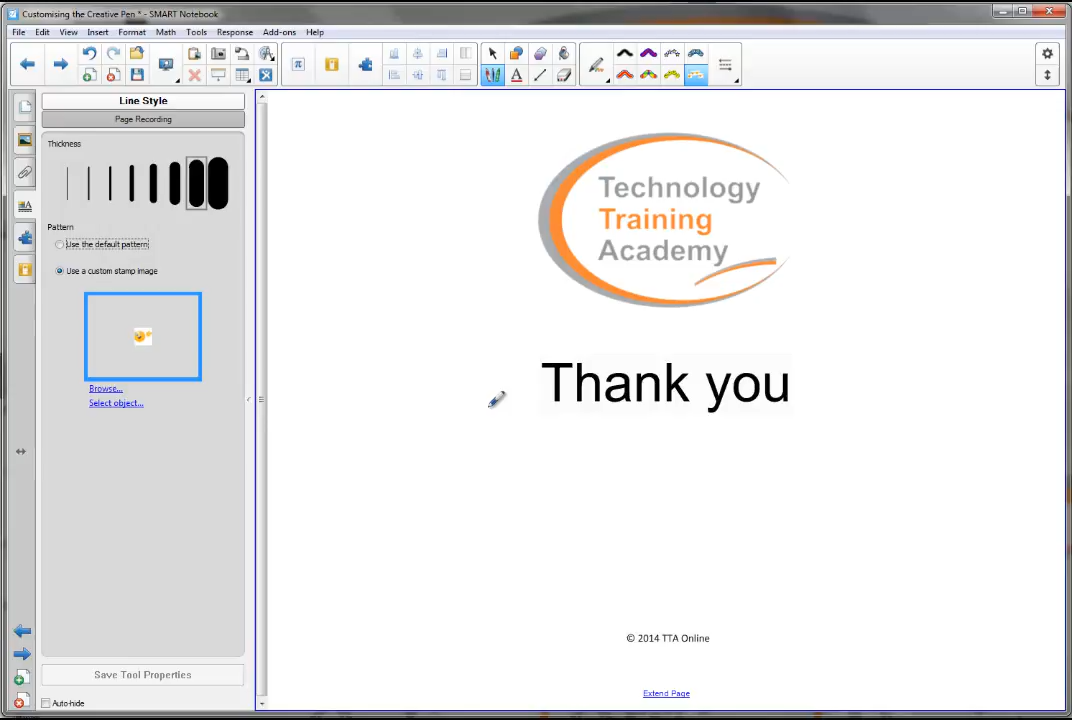 Customising the Creative Pen * - SMART Notebook
File Edit View Insert Format Math Tools Response Add-ons Help
Line Style
Page Recording
Thickness
Pattern
Use the default pattern
Use a custom stamp image
Browse...
Select object...
Save Tool Properties
Auto-hide
Technology
Training
Academy
Thank you
© 2014 TTA Online
Extend Page